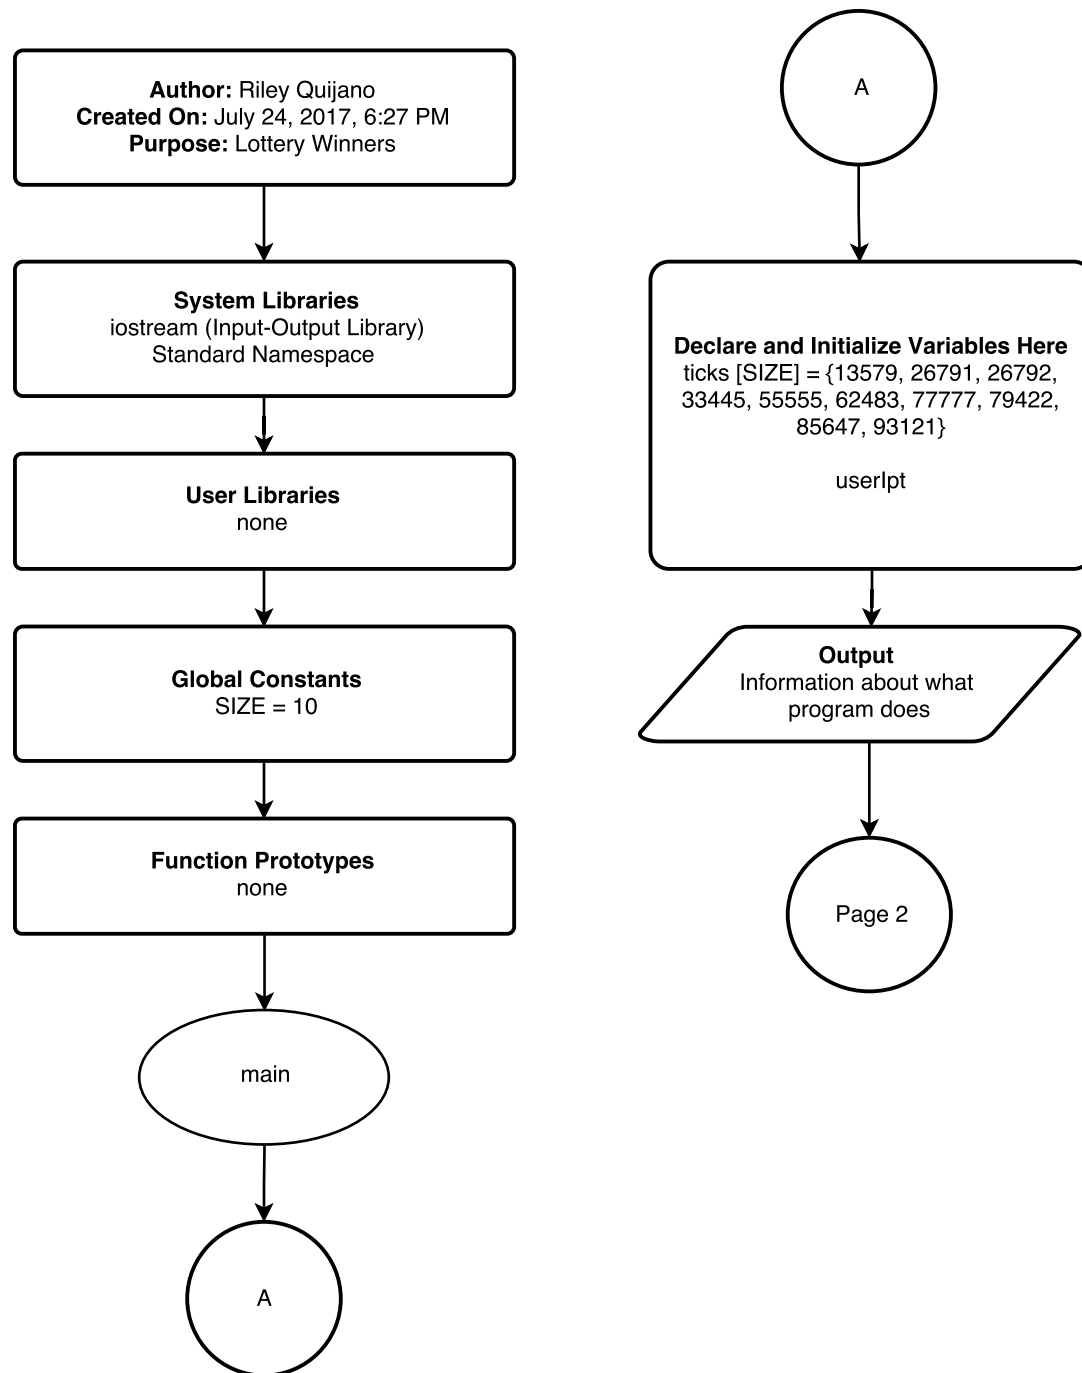 Author: Riley Quijano
Created On: July 24, 2017, 6:27 PM
Purpose: Lottery Winners
System Libraries
iostream (Input-Output Library)
Standard Namespace
User Libraries
none
Global Constants
SIZE = 10
Function Prototypes
none
main
A
A
Declare and Initialize Variables Here
ticks [SIZE] = {13579, 26791, 26792,
33445, 55555, 62483, 77777, 79422,
85647, 93121}
userIpt
Output
Information about what
program does
Page 2